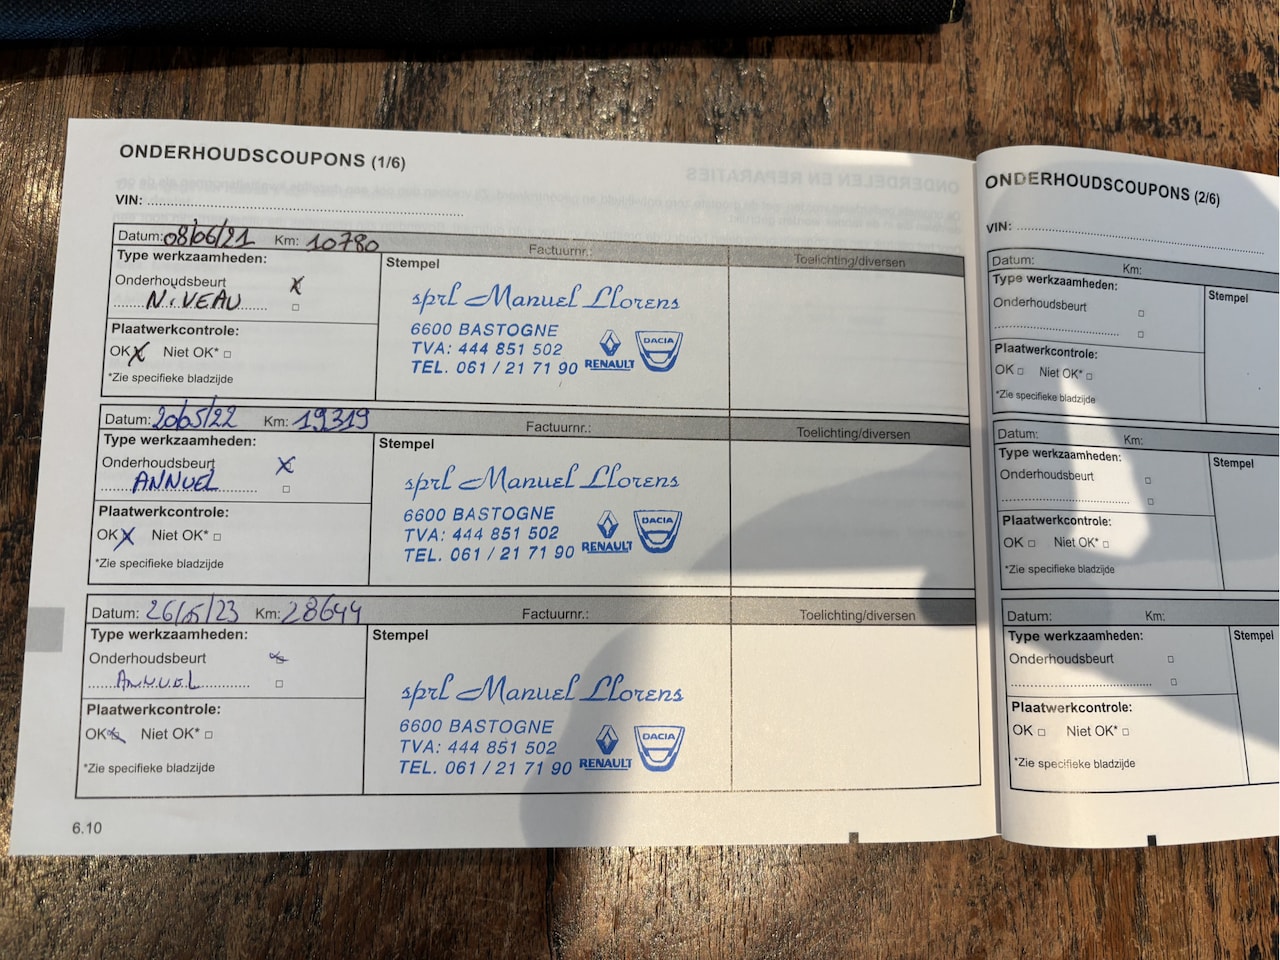 ONDERHOUDSCOUPONS (1/6)
VIN:
Datum: 08/06/21 Km: 10780 Factuurnr.: Toelichting/diversen
Type werkzaamheden: Stempel
Onderhoudsbeurt X
NIVEAU
Plaatwerkcontrole:
OK X Niet OK*
*Zie specifieke bladzijde
sprl Manuel Llorens
6600 BASTOGNE
TVA: 444 851 502
TEL. 061 / 21 71 90
RENAULT DACIA
Datum: 20/05/22 Km: 19319 Factuurnr.: Toelichting/diversen
Type werkzaamheden: Stempel
Onderhoudsbeurt X
ANNUEL
Plaatwerkcontrole:
OK X Niet OK*
*Zie specifieke bladzijde
sprl Manuel Llorens
6600 BASTOGNE
TVA: 444 851 502
TEL. 061 / 21 71 90
RENAULT DACIA
Datum: 26/05/23 Km: 28644 Factuurnr.: Toelichting/diversen
Type werkzaamheden: Stempel
Onderhoudsbeurt
ANNUEL
Plaatwerkcontrole:
OK Niet OK*
*Zie specifieke bladzijde
sprl Manuel Llorens
6600 BASTOGNE
TVA: 444 851 502
TEL. 061 / 21 71 90
RENAULT DACIA
6.10
ONDERHOUDSCOUPONS (2/6)
VIN:
Datum: Km:
Type werkzaamheden: Stempel
Onderhoudsbeurt
Plaatwerkcontrole:
OK Niet OK*
*Zie specifieke bladzijde
Datum: Km:
Type werkzaamheden: Stempel
Onderhoudsbeurt
Plaatwerkcontrole:
OK Niet OK*
*Zie specifieke bladzijde
Datum: Km:
Type werkzaamheden: Stempel
Onderhoudsbeurt
Plaatwerkcontrole:
OK Niet OK*
*Zie specifieke bladzijde